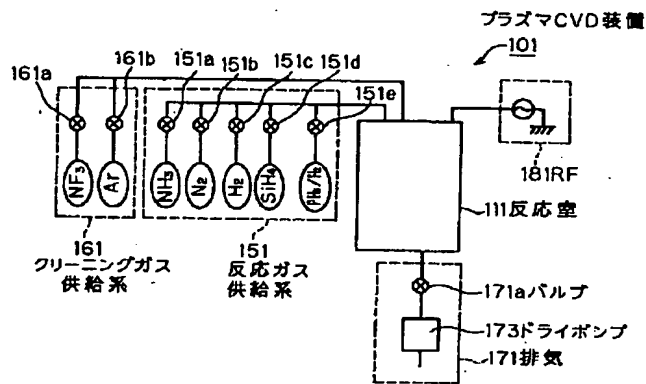 プラズマCVD装置
101
161a
161b
151a
151b
151c
151d
151e
NF₃
Ar
NH₃
N₂
H₂
SiH₄
PH₃/H₂
181RF
111反応室
161
クリーニングガス
供給系
151
反応ガス
供給系
171aバルブ
173ドライポンプ
171排気